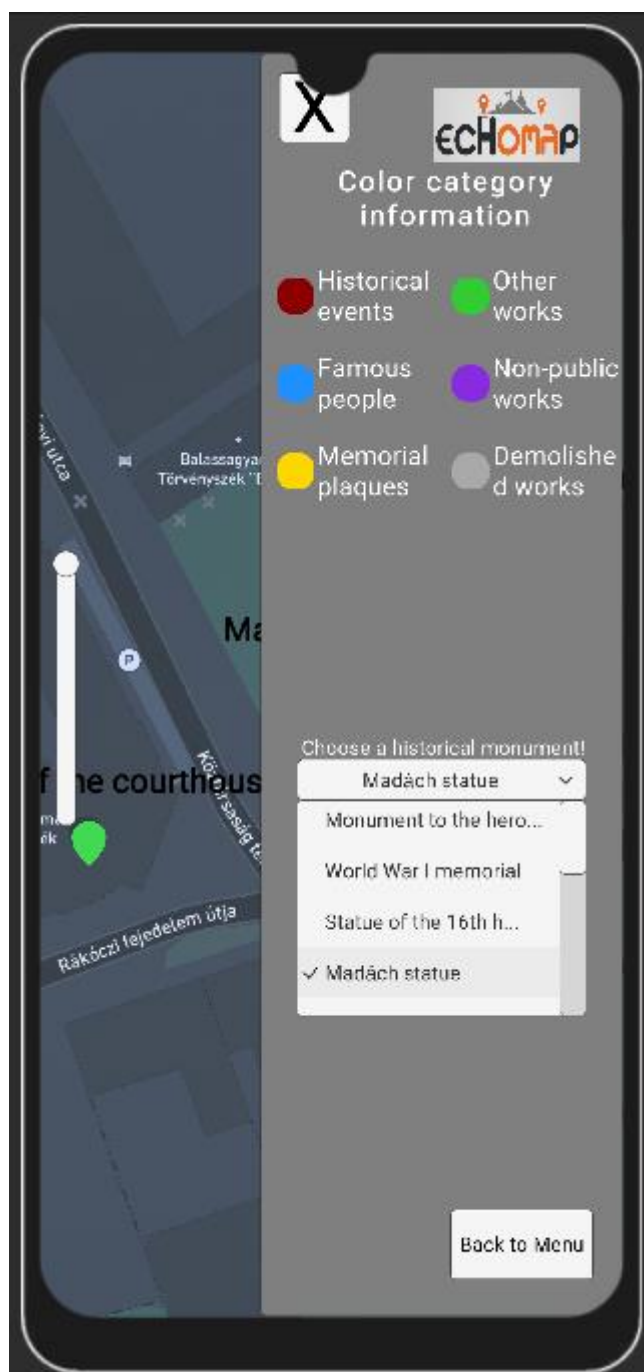 X
ECHOMAP
Color category
information
Historical
events
Other
works
Famous
people
Non-public
works
Memorial
plaques
Demolishe
d works
utca
Balassagya
Törvényszék "B
Ma
P
the courthous
Rákóczi fejedelem útja
Choose a historical monument!
Madách statue
Monument to the hero...
World War I memorial
Statue of the 16th h...
Madách statue
Back to Menu